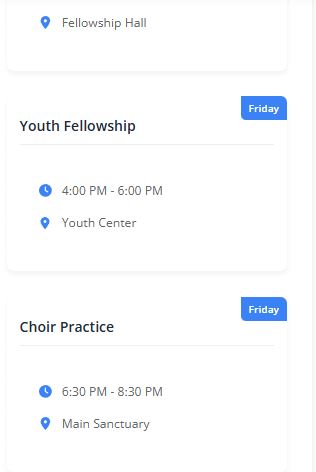 Fellowship Hall
Friday
Youth Fellowship
4:00 PM - 6:00 PM
Youth Center
Friday
Choir Practice
6:30 PM - 8:30 PM
Main Sanctuary